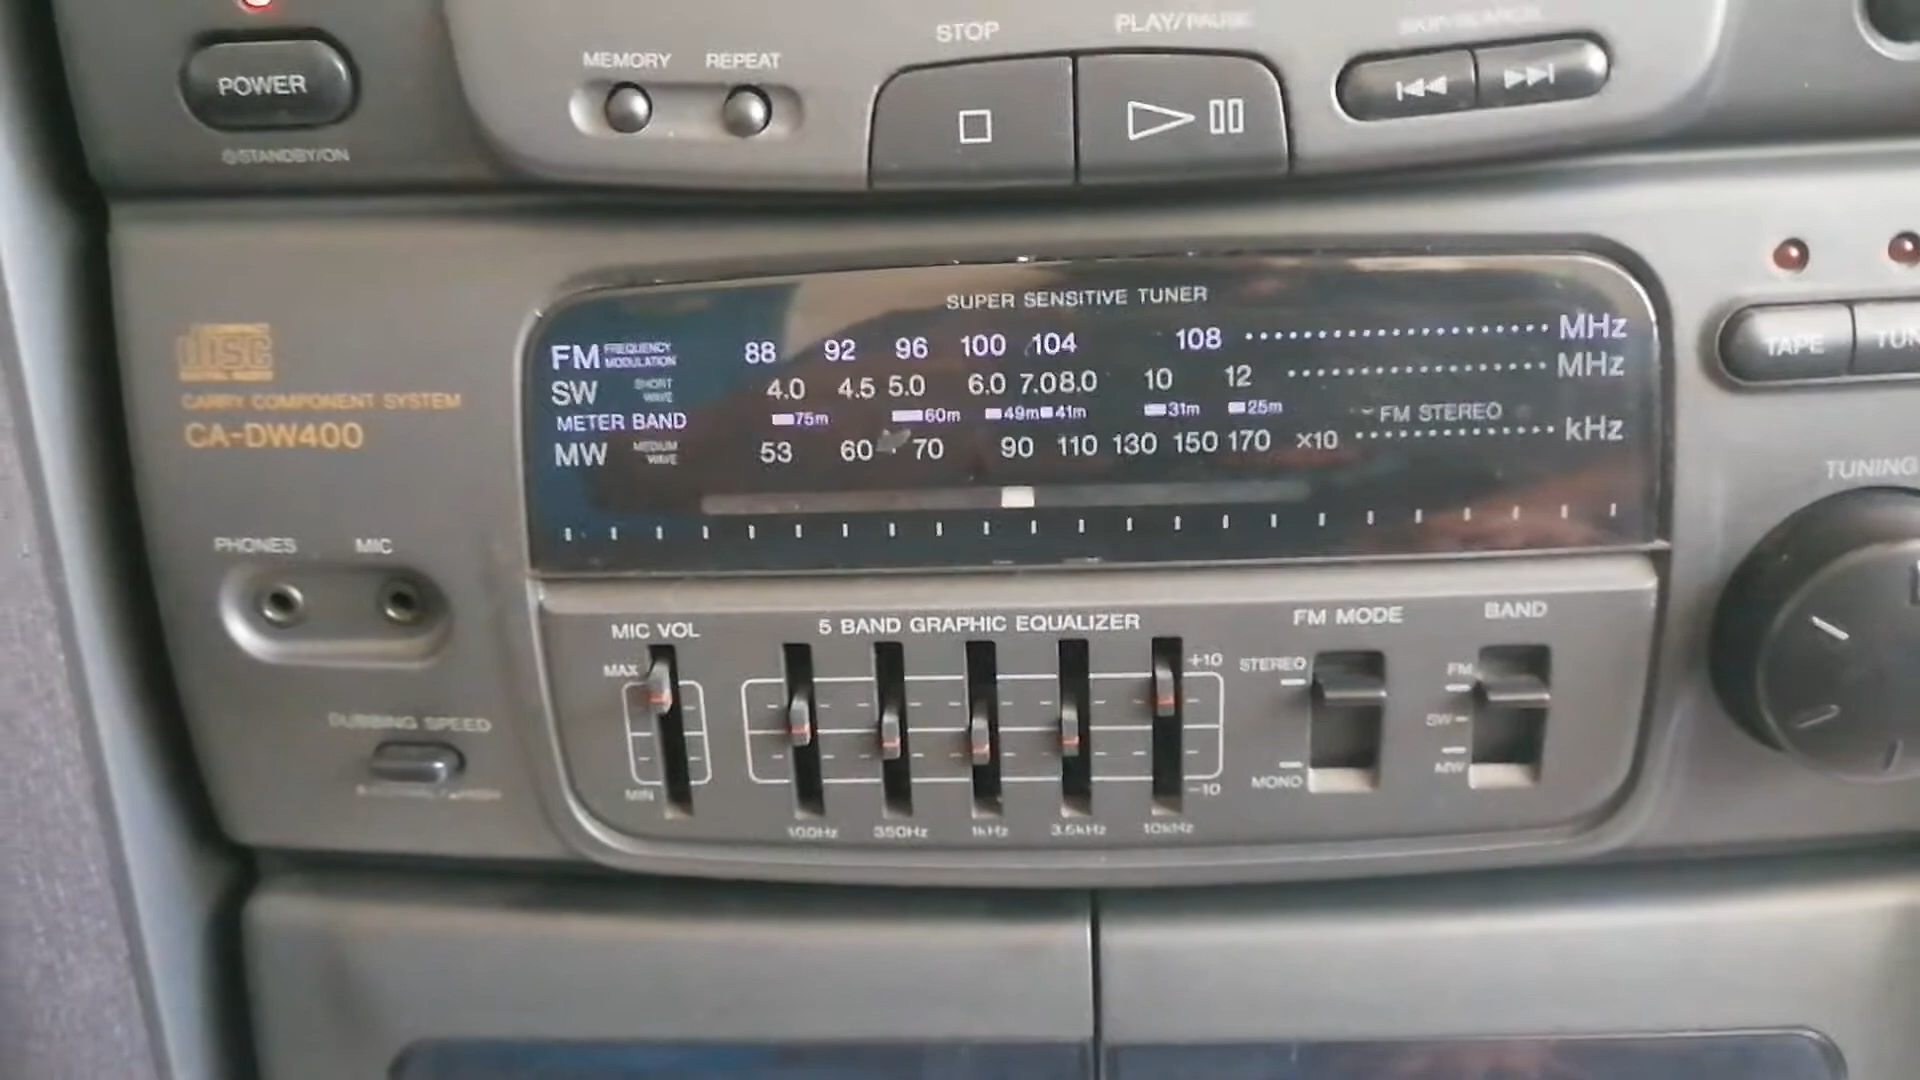 STOP
PLAY/PAUSE
MEMORY
REPEAT
POWER
STANDBY/ON
SUPER SENSITIVE TUNER
FM FREQUENCY MODULATION 88 92 96 100 104 108 MHz
SW SHORT WAVE 4.0 4.5 5.0 6.0 7.0 8.0 10 12 MHz
METER BAND 75m 60m 49m 41m 31m 25m FM STEREO
MW MEDIUM WAVE 53 60 70 90 110 130 150 170 X10 kHz
TAPE
COMPACT
DISC
DIGITAL AUDIO
CARRY COMPONENT SYSTEM
CA-DW400
TUNING
PHONES MIC
MIC VOL
5 BAND GRAPHIC EQUALIZER
FM MODE
BAND
MAX
+10
STEREO
FM
SW
DUBBING SPEED
MIN
-10
MONO
MW
100Hz 350Hz 1kHz 3.5kHz 10kHz